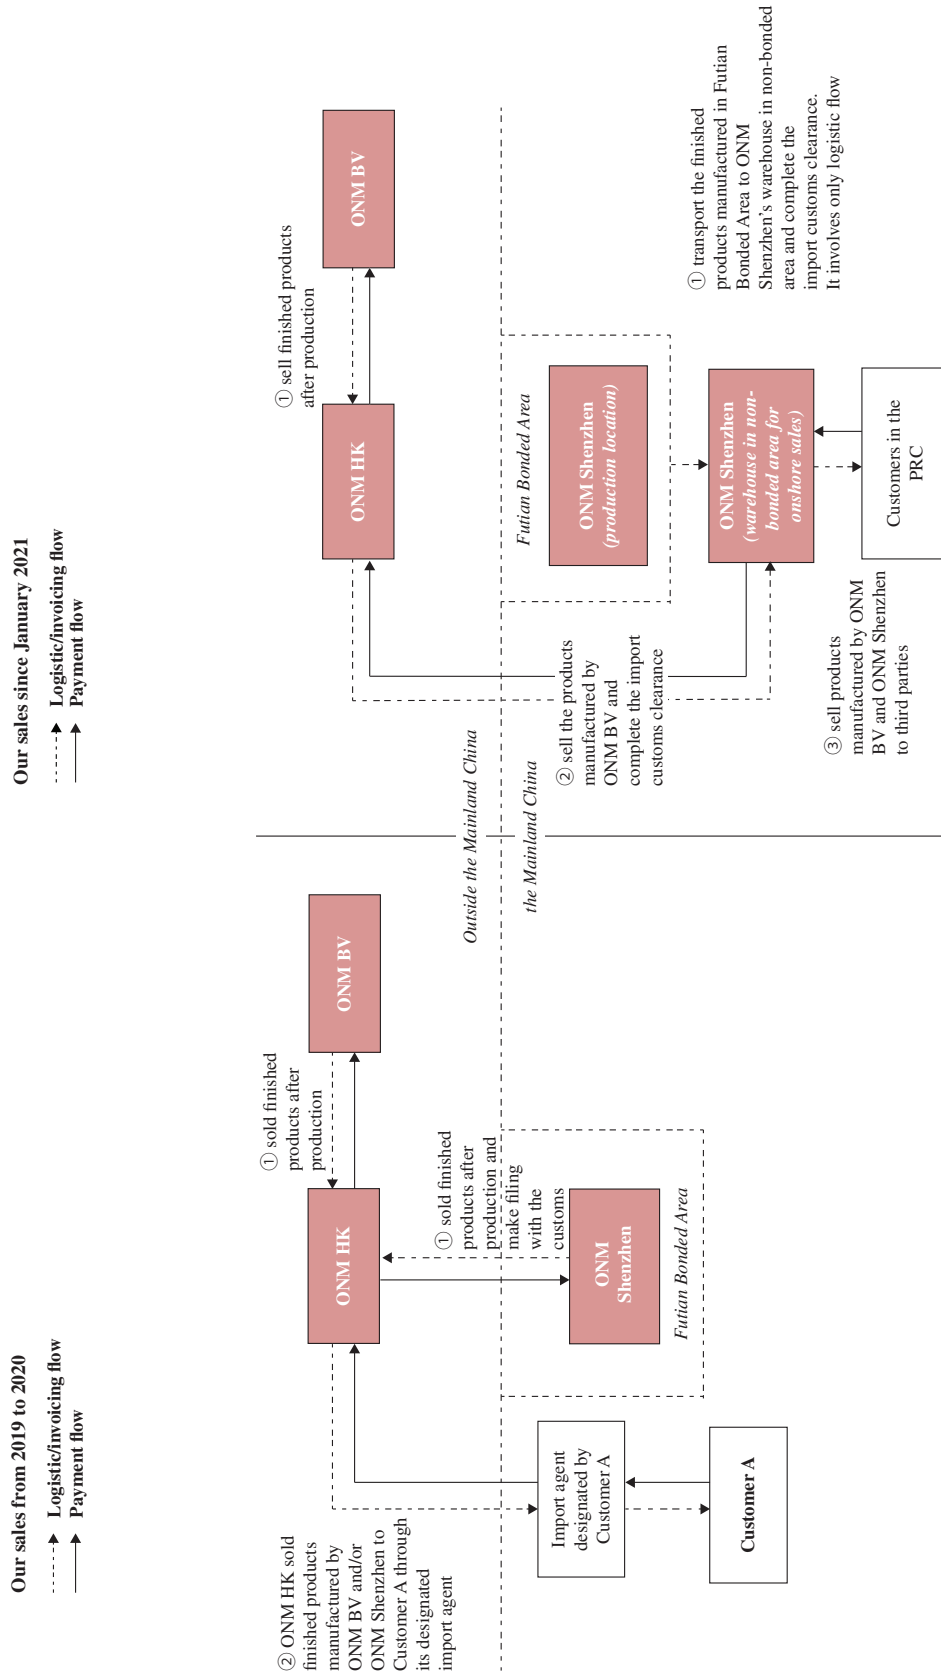 Our sales from 2019 to 2020
Logistic/invoicing flow
Payment flow
② ONM HK sold
finished products
manufactured by
ONM BV and/or
ONM Shenzhen to
Customer A through
its designated
import agent
ONM HK
① sold finished
products after
production
ONM BV
① sold finished
products after
production and
make filing
with the
customs
Import agent
designated by
Customer A
Customer A
ONM
Shenzhen
Futian Bonded Area
Outside the Mainland China
the Mainland China
Our sales since January 2021
Logistic/invoicing flow
Payment flow
ONM HK
① sell finished products
after production
ONM BV
② sell the products
manufactured by
ONM BV and
complete the import
customs clearance
Futian Bonded Area
ONM Shenzhen
(production location)
ONM Shenzhen
(warehouse in non-
bonded area for
onshore sales)
① transport the finished
products manufactured in Futian
Bonded Area to ONM
Shenzhen’s warehouse in non-bonded
area and complete the
import customs clearance.
It involves only logistic flow
③ sell products
manufactured by ONM
BV and ONM Shenzhen
to third parties
Customers in the
PRC